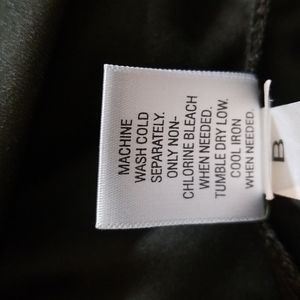 MACHINE
WASH COLD
SEPARATELY.
ONLY NON-
CHLORINE BLEACH
WHEN NEEDED.
TUMBLE DRY LOW.
COOL IRON
WHEN NEEDED.
B